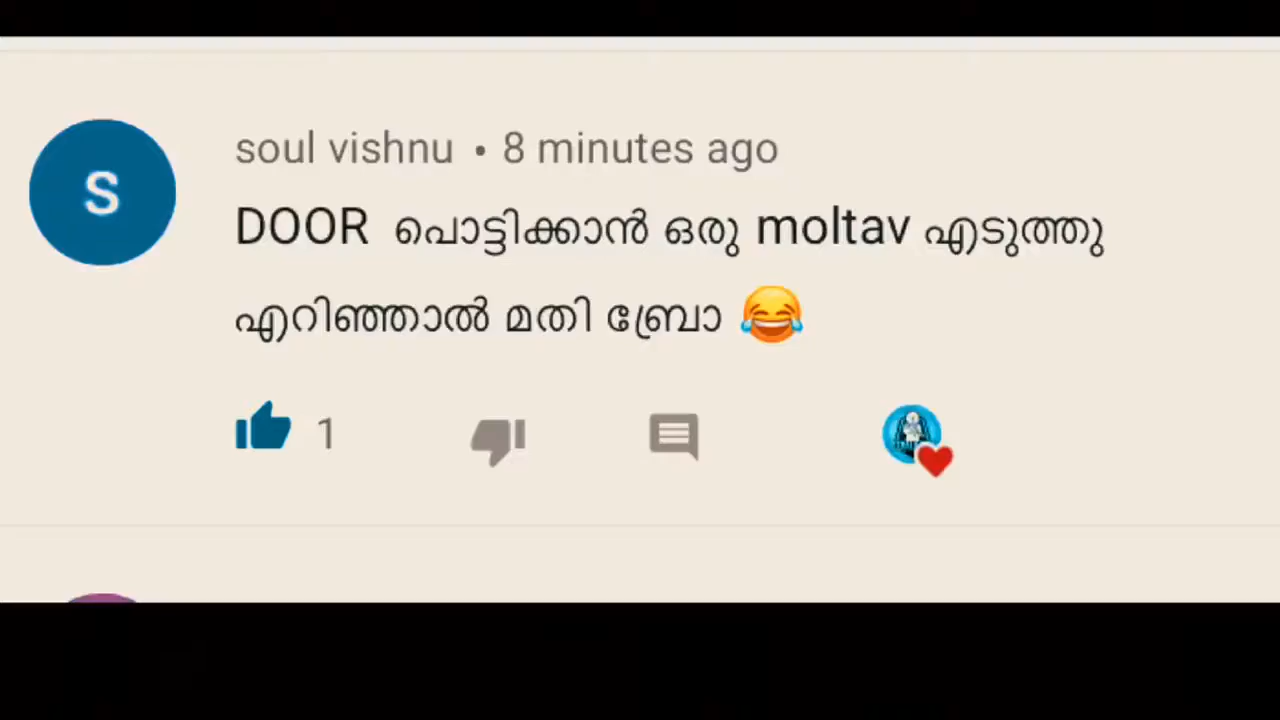 S
soul vishnu • 8 minutes ago
DOOR പൊട്ടിക്കാൻ ഒരു moltav എടുത്തു
എറിഞ്ഞാൽ മതി ബ്രോ 😂
1